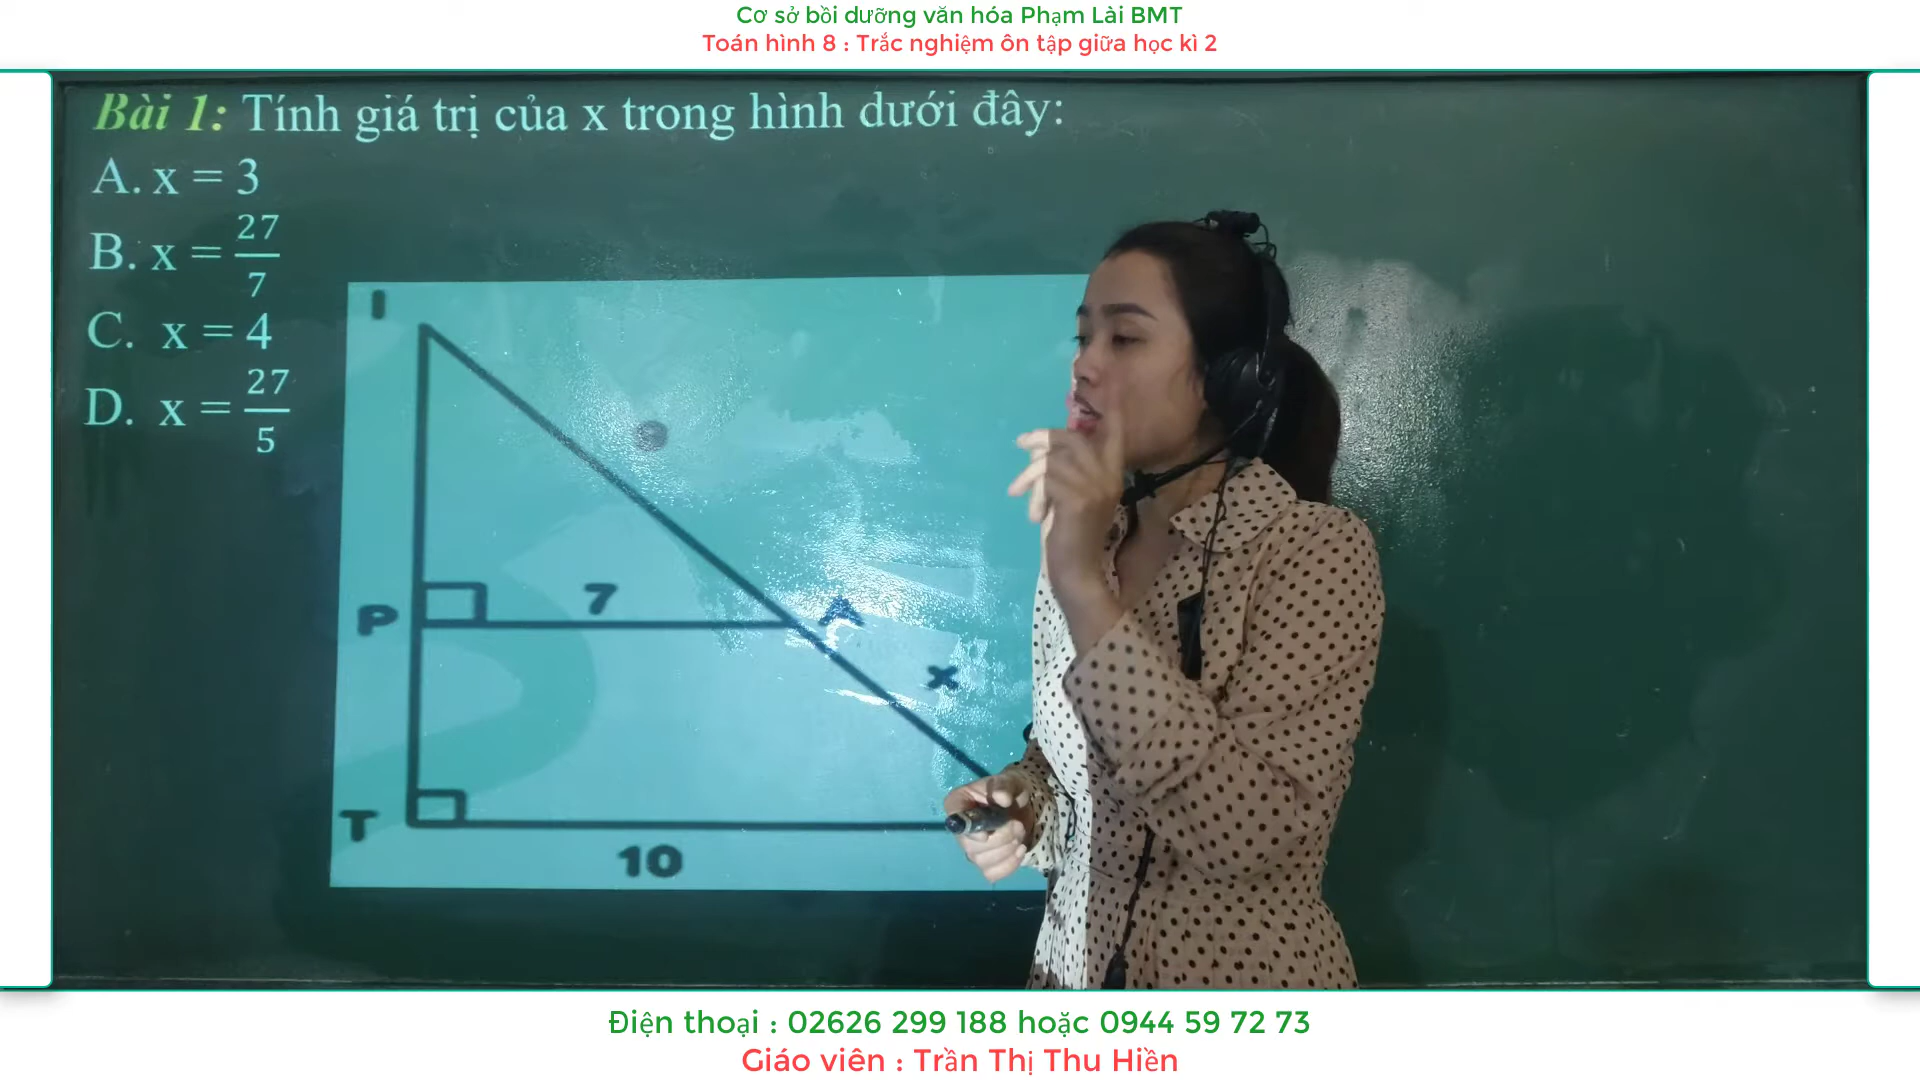 Cơ sở bồi dưỡng văn hóa Phạm Lài BMT
Toán hình 8 : Trắc nghiệm ôn tập giữa học kì 2
Bài 1: Tính giá trị của x trong hình dưới đây:
A. x = 3
B. x = 27/7
C. x = 4
D. x = 27/5
I
7
P
A
x
T
10
Điện thoại : 02626 299 188 hoặc 0944 59 72 73
Giáo viên : Trần Thị Thu Hiền